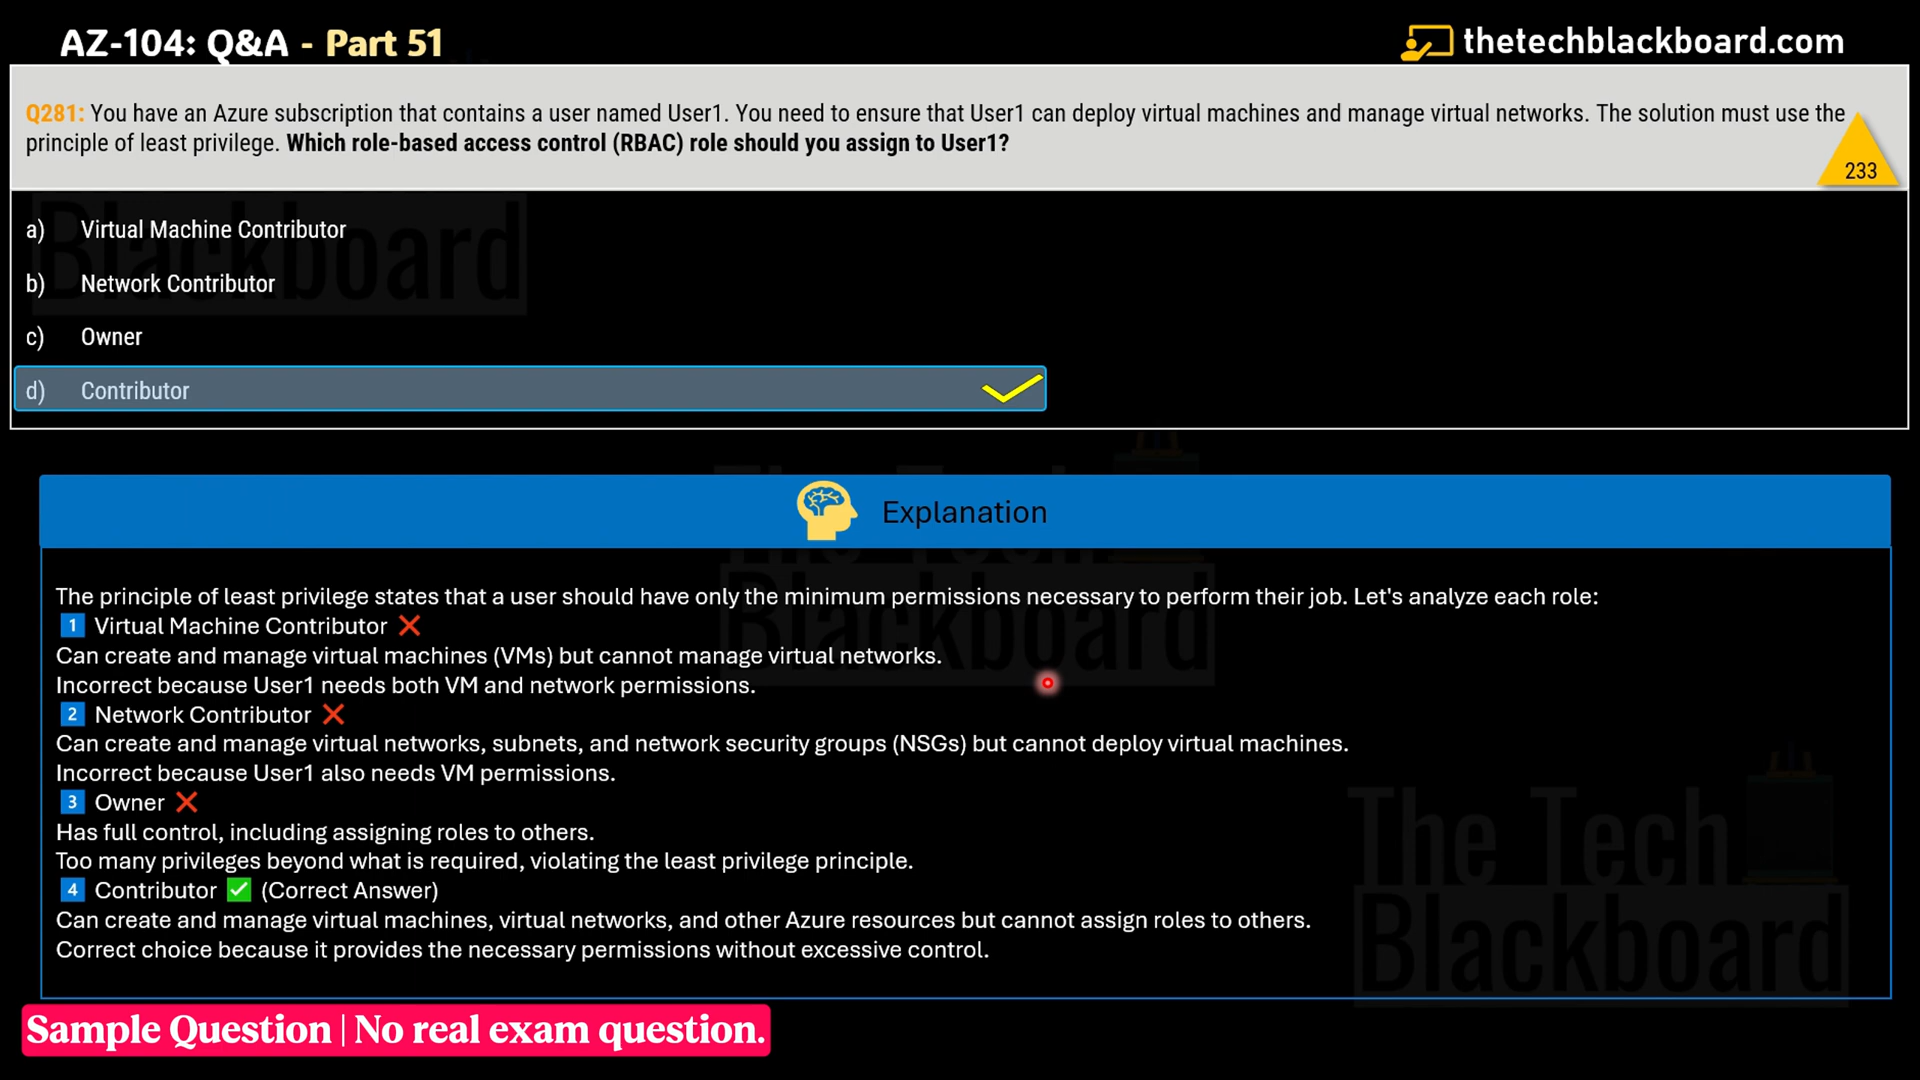 AZ-104: Q&A - Part 51
thetechblackboard.com
Q281: You have an Azure subscription that contains a user named User1. You need to ensure that User1 can deploy virtual machines and manage virtual networks. The solution must use the
principle of least privilege. Which role-based access control (RBAC) role should you assign to User1?
233
a) Virtual Machine Contributor
b) Network Contributor
c) Owner
d) Contributor
Explanation
The principle of least privilege states that a user should have only the minimum permissions necessary to perform their job. Let's analyze each role:
1 Virtual Machine Contributor ❌
Can create and manage virtual machines (VMs) but cannot manage virtual networks.
Incorrect because User1 needs both VM and network permissions.
2 Network Contributor ❌
Can create and manage virtual networks, subnets, and network security groups (NSGs) but cannot deploy virtual machines.
Incorrect because User1 also needs VM permissions.
3 Owner ❌
Has full control, including assigning roles to others.
Too many privileges beyond what is required, violating the least privilege principle.
4 Contributor ✅ (Correct Answer)
Can create and manage virtual machines, virtual networks, and other Azure resources but cannot assign roles to others.
Correct choice because it provides the necessary permissions without excessive control.
The Tech
Blackboard
Sample Question | No real exam question.